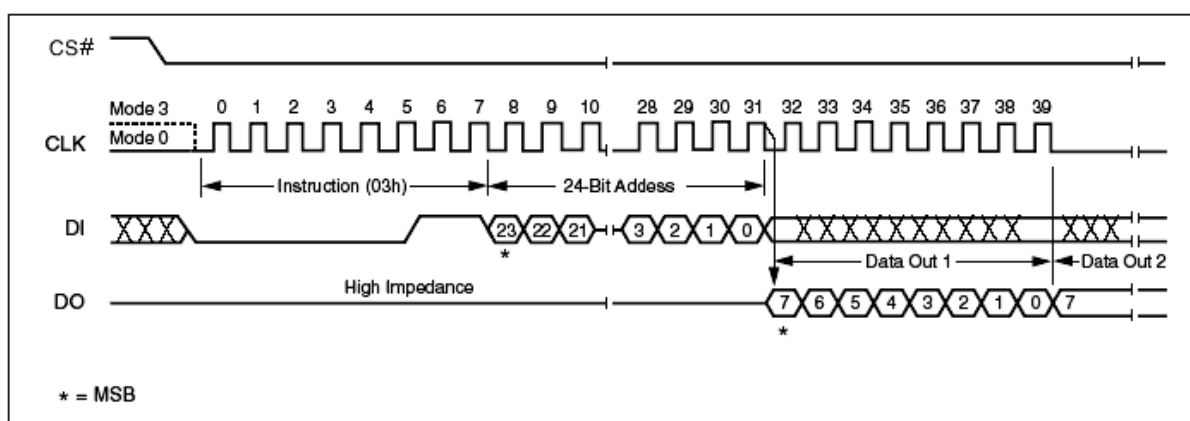 CS#
Mode 3 0 1 2 3 4 5 6 7 8 9 10 28 29 30 31 32 33 34 35 36 37 38 39
Mode 0
CLK
Instruction (03h) 24-Bit Addess
DI 23 22 21 3 2 1 0
* Data Out 1 Data Out 2
High Impedance
DO 7 6 5 4 3 2 1 0 7
*
* = MSB